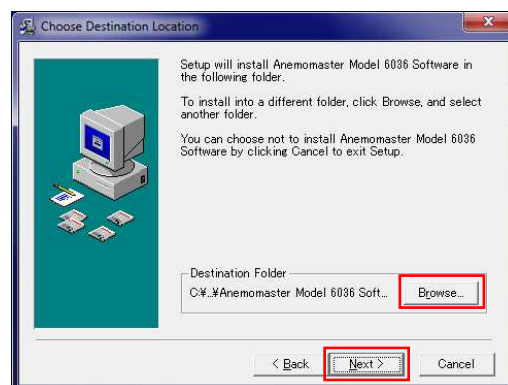 Choose Destination Location
Setup will install Anemomaster Model 6036 Software in
the following folder.
To install into a different folder, click Browse, and select
another folder.
You can choose not to install Anemomaster Model 6036
Software by clicking Cancel to exit Setup.
Destination Folder
C:¥..¥Anemomaster Model 6036 Soft...
Browse...
< Back
Next >
Cancel